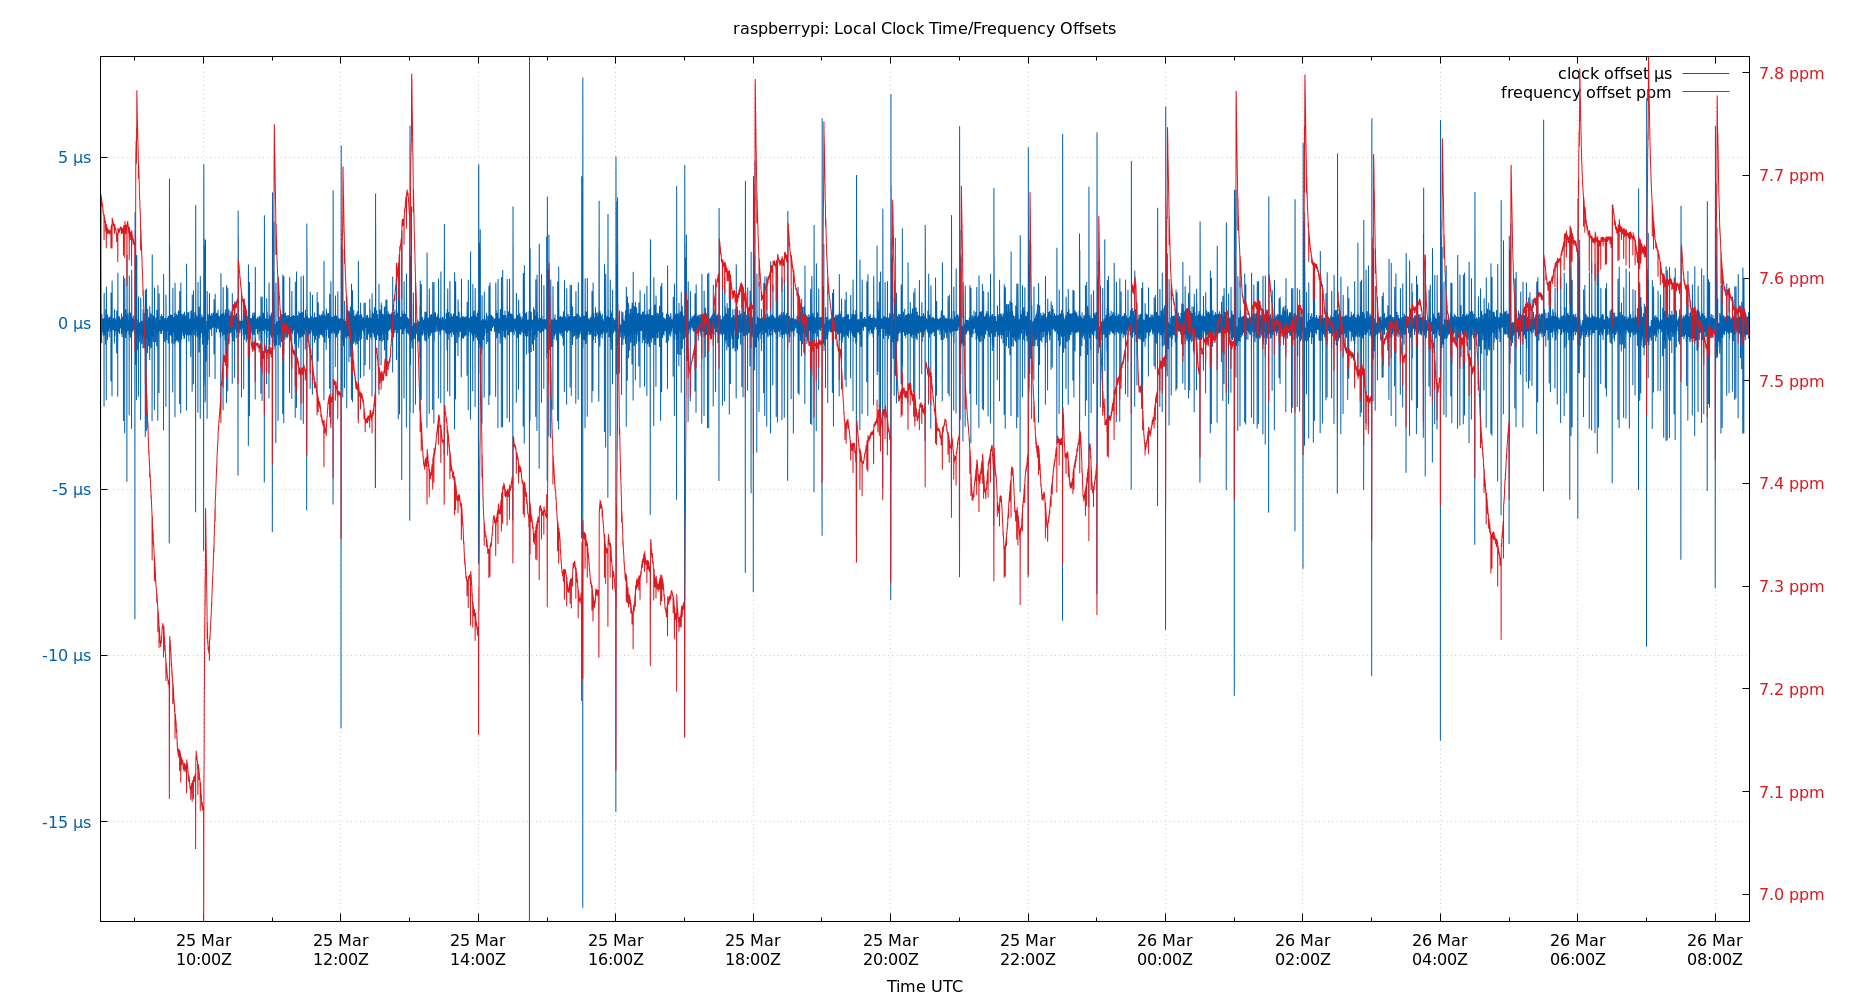 raspberrypi: Local Clock Time/Frequency Offsets
clock offset µs
frequency offset ppm
5 µs
0 µs
-5 µs
-10 µs
-15 µs
7.8 ppm
7.7 ppm
7.6 ppm
7.5 ppm
7.4 ppm
7.3 ppm
7.2 ppm
7.1 ppm
7.0 ppm
25 Mar
10:00Z
25 Mar
12:00Z
25 Mar
14:00Z
25 Mar
16:00Z
25 Mar
18:00Z
25 Mar
20:00Z
25 Mar
22:00Z
26 Mar
00:00Z
26 Mar
02:00Z
26 Mar
04:00Z
26 Mar
06:00Z
26 Mar
08:00Z
Time UTC